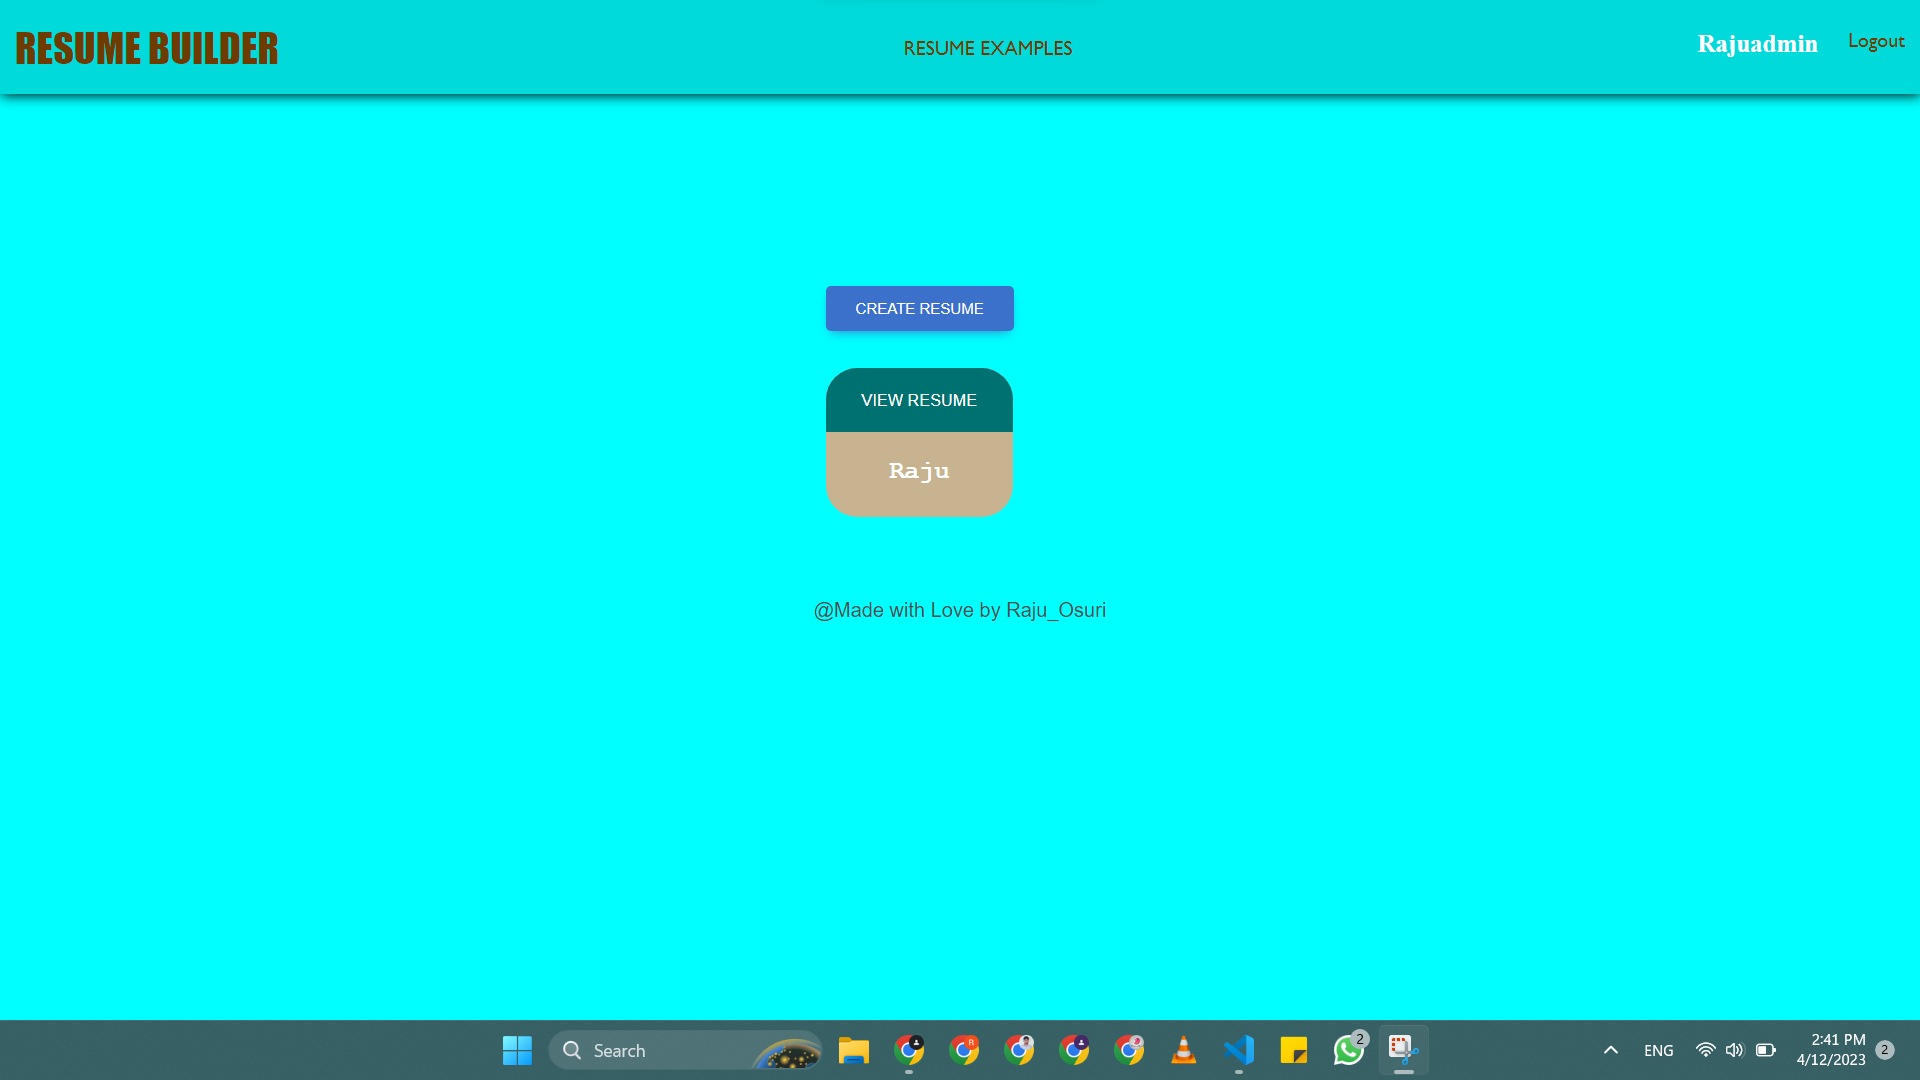 RESUME BUILDER
RESUME EXAMPLES
Rajuadmin
Logout
CREATE RESUME
VIEW RESUME
Raju
@Made with Love by Raju_Osuri
Search
R
2
ENG
2:41 PM
4/12/2023
2